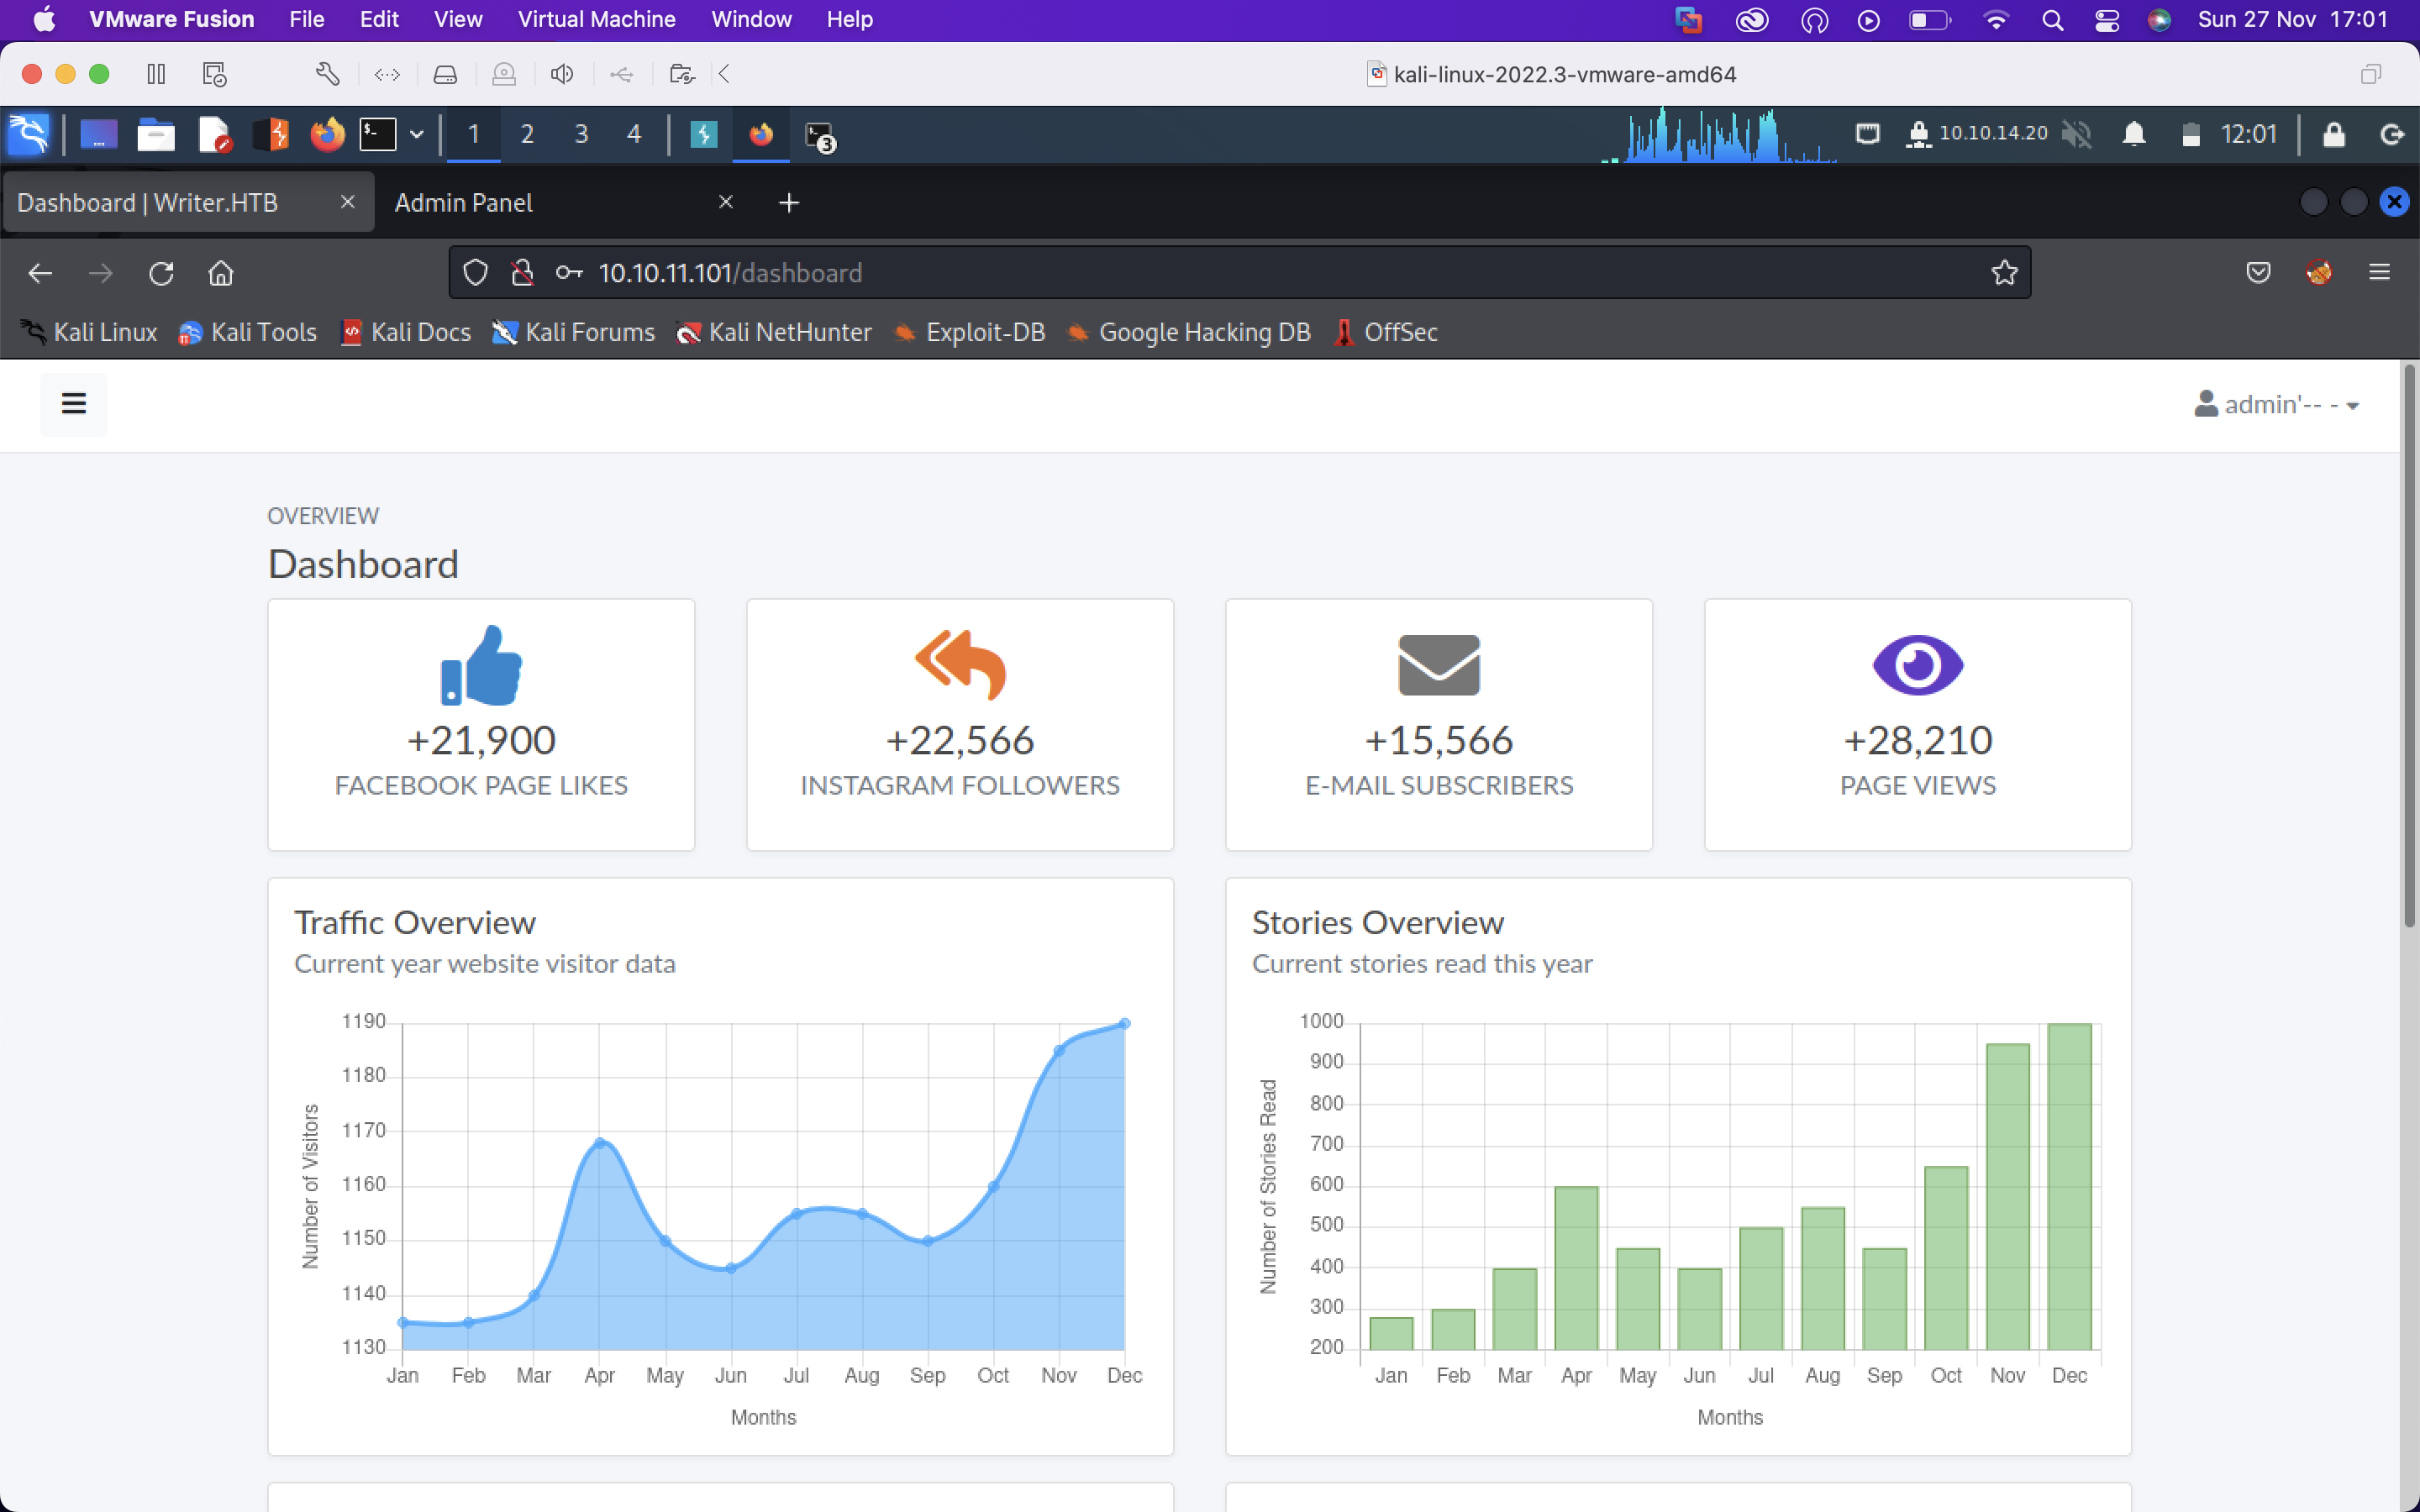 VMware Fusion File Edit View Virtual Machine Window Help Sun 27 Nov 17:01
kali-linux-2022.3-vmware-amd64
1 2 3 4 3 10.10.14.20 12:01
Dashboard | Writer.HTB Admin Panel
10.10.11.101/dashboard
Kali Linux Kali Tools Kali Docs Kali Forums Kali NetHunter Exploit-DB Google Hacking DB OffSec
admin'-- -
OVERVIEW
Dashboard
+21,900
FACEBOOK PAGE LIKES
+22,566
INSTAGRAM FOLLOWERS
+15,566
E-MAIL SUBSCRIBERS
+28,210
PAGE VIEWS
Traffic Overview
Current year website visitor data
Number of Visitors
1190
1180
1170
1160
1150
1140
1130
Jan Feb Mar Apr May Jun Jul Aug Sep Oct Nov Dec
Months
Stories Overview
Current stories read this year
Number of Stories Read
1000
900
800
700
600
500
400
300
200
Jan Feb Mar Apr May Jun Jul Aug Sep Oct Nov Dec
Months